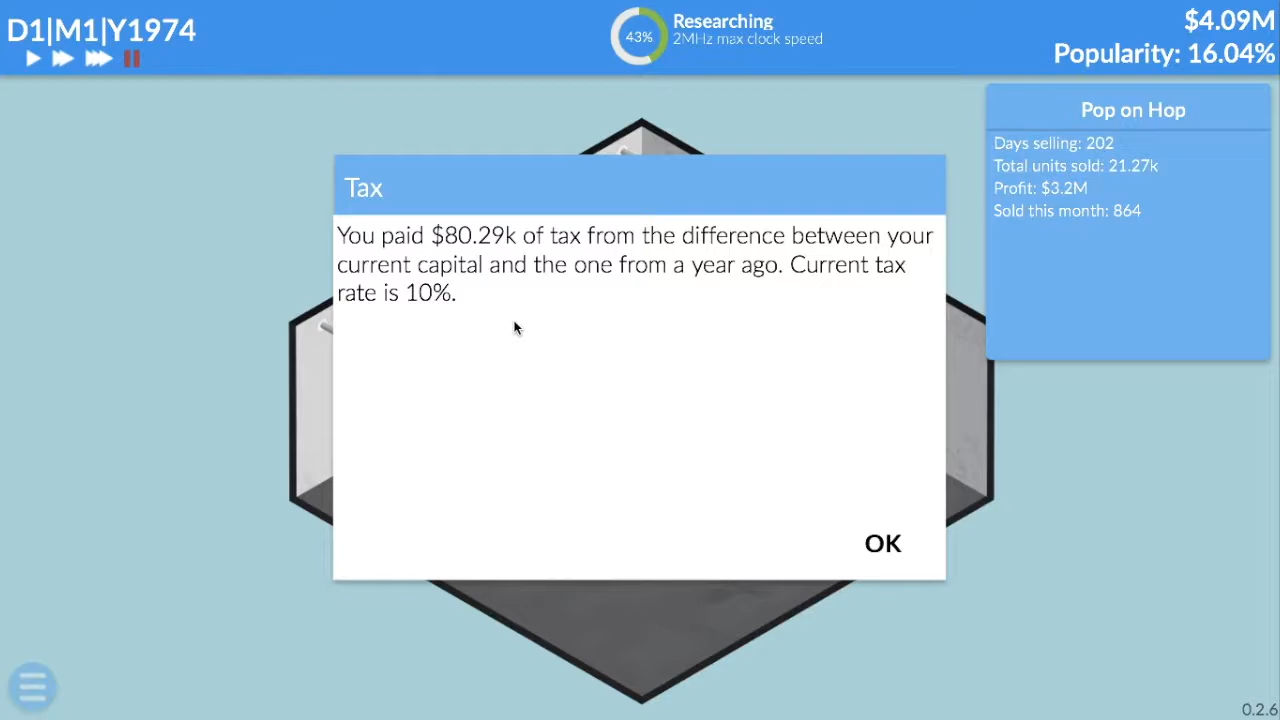 D1|M1|Y1974
43%
Researching
2MHz max clock speed
$4.09M
Popularity: 16.04%
Pop on Hop
Days selling: 202
Total units sold: 21.27k
Profit: $3.2M
Sold this month: 864
Tax
You paid $80.29k of tax from the difference between your
current capital and the one from a year ago. Current tax
rate is 10%.
OK
0.2.6